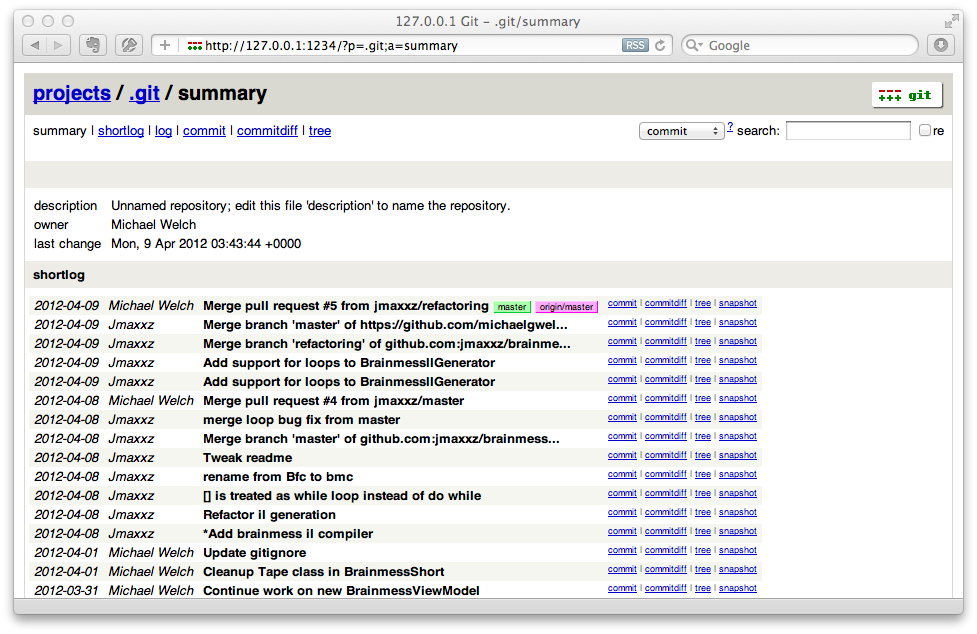 127.0.0.1 Git – .git/summary
http://127.0.0.1:1234/?p=.git;a=summary RSS Google
projects / .git / summary git
summary | shortlog | log | commit | commitdiff | tree commit ? search: re
description Unnamed repository; edit this file 'description' to name the repository.
owner Michael Welch
last change Mon, 9 Apr 2012 03:43:44 +0000
shortlog
2012-04-09 Michael Welch Merge pull request #5 from jmaxxz/refactoring master origin/master commit | commitdiff | tree | snapshot
2012-04-09 Jmaxxz Merge branch 'master' of https://github.com/michaelgwel... commit | commitdiff | tree | snapshot
2012-04-09 Jmaxxz Merge branch 'refactoring' of github.com:jmaxxz/brainme... commit | commitdiff | tree | snapshot
2012-04-09 Jmaxxz Add support for loops to BrainmessIlGenerator commit | commitdiff | tree | snapshot
2012-04-09 Jmaxxz Add support for loops to BrainmessIlGenerator commit | commitdiff | tree | snapshot
2012-04-08 Michael Welch Merge pull request #4 from jmaxxz/master commit | commitdiff | tree | snapshot
2012-04-08 Jmaxxz merge loop bug fix from master commit | commitdiff | tree | snapshot
2012-04-08 Jmaxxz Merge branch 'master' of github.com:jmaxxz/brainmess... commit | commitdiff | tree | snapshot
2012-04-08 Jmaxxz Tweak readme commit | commitdiff | tree | snapshot
2012-04-08 Jmaxxz rename from Bfc to bmc commit | commitdiff | tree | snapshot
2012-04-08 Jmaxxz [] is treated as while loop instead of do while commit | commitdiff | tree | snapshot
2012-04-08 Jmaxxz Refactor il generation commit | commitdiff | tree | snapshot
2012-04-08 Jmaxxz *Add brainmess il compiler commit | commitdiff | tree | snapshot
2012-04-01 Michael Welch Update gitignore commit | commitdiff | tree | snapshot
2012-04-01 Michael Welch Cleanup Tape class in BrainmessShort commit | commitdiff | tree | snapshot
2012-03-31 Michael Welch Continue work on new BrainmessViewModel commit | commitdiff | tree | snapshot